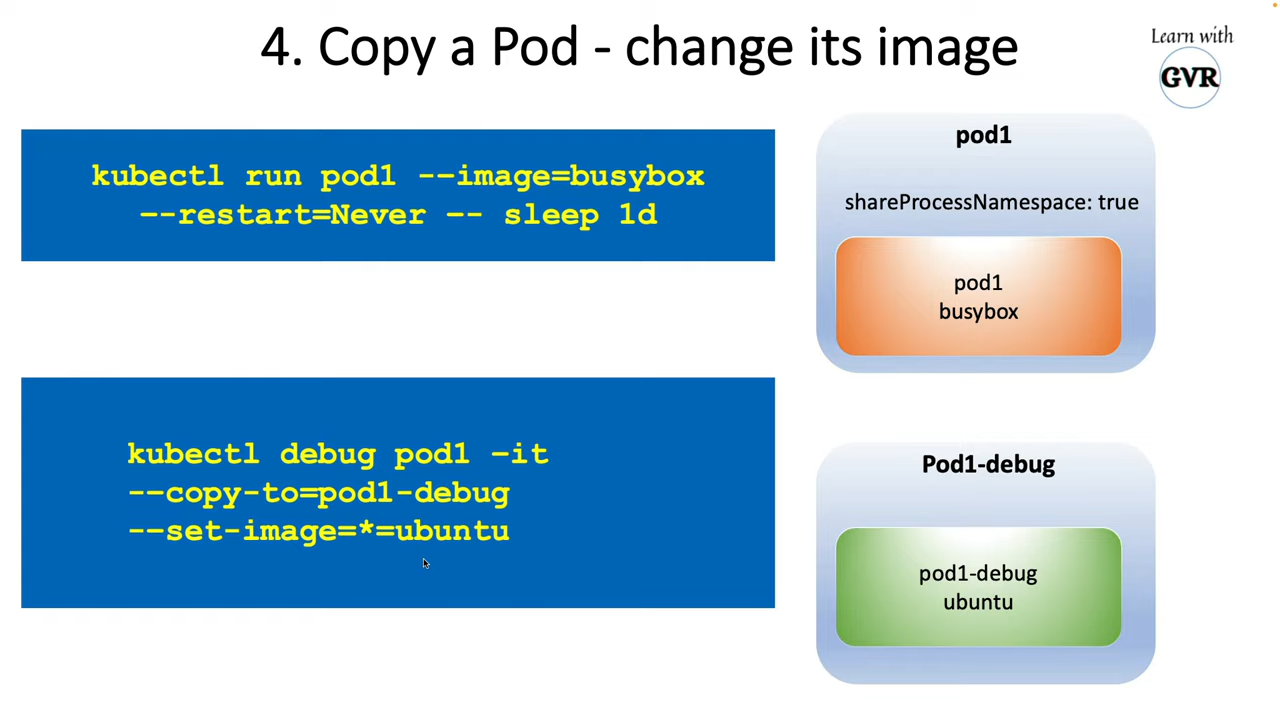 4. Copy a Pod - change its image
Learn with
GVR
kubectl run pod1 --image=busybox
--restart=Never -- sleep 1d
pod1
shareProcessNamespace: true
pod1
busybox
kubectl debug pod1 –it
--copy-to=pod1-debug
--set-image=*=ubuntu
Pod1-debug
pod1-debug
ubuntu